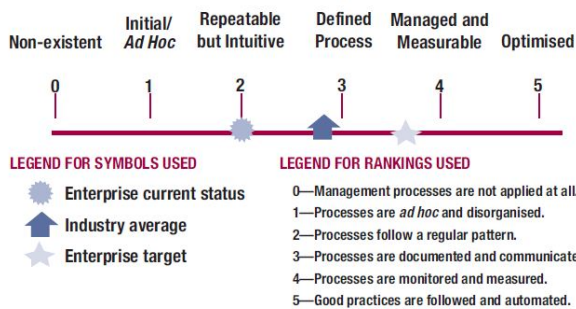 Non-existent
Initial/
Ad Hoc
Repeatable
but Intuitive
Defined
Process
Managed and
Measurable
Optimised
0 1 2 3 4 5
LEGEND FOR SYMBOLS USED
Enterprise current status
Industry average
Enterprise target
LEGEND FOR RANKINGS USED
0—Management processes are not applied at all.
1—Processes are ad hoc and disorganised.
2—Processes follow a regular pattern.
3—Processes are documented and communicate
4—Processes are monitored and measured.
5—Good practices are followed and automated.